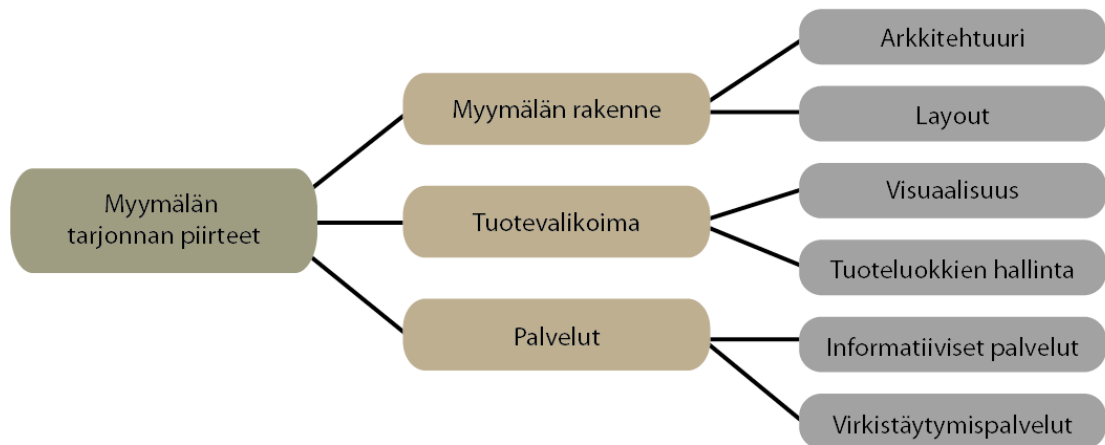 Myymälän
tarjonnan piirteet
Myymälän rakenne
Arkkitehtuuri
Layout
Tuotevalikoima
Visuaalisuus
Tuoteluokkien hallinta
Palvelut
Informatiiviset palvelut
Virkistäytymispalvelut